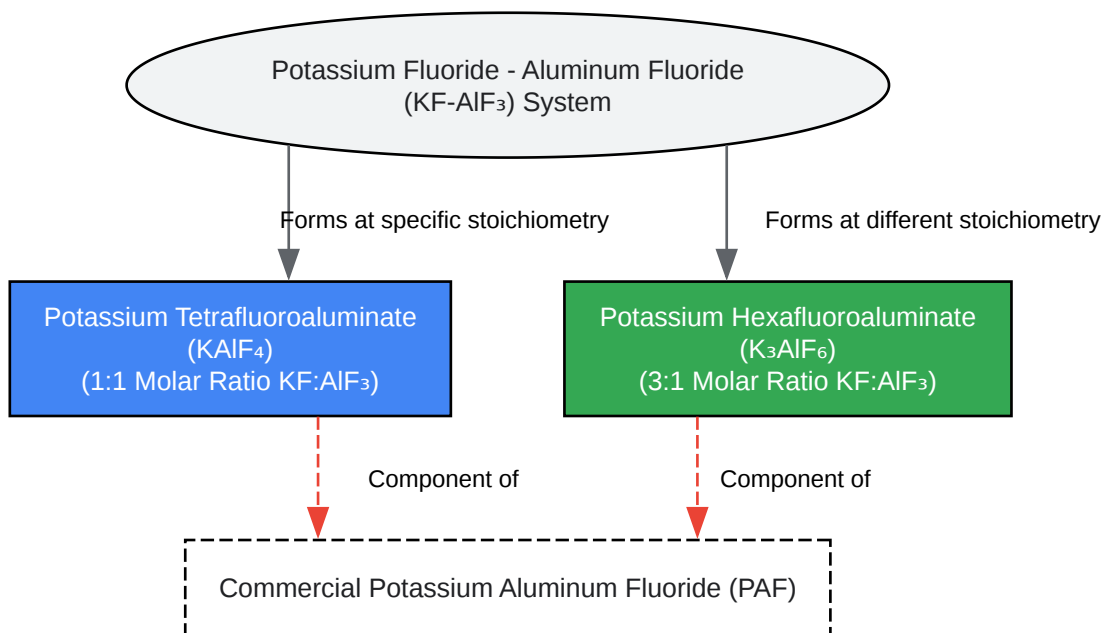 Potassium Fluoride - Aluminum Fluoride
(KF-AlF₃) System
Forms at specific stoichiometry
Forms at different stoichiometry
Potassium Tetrafluoroaluminate
(KAlF₄)
(1:1 Molar Ratio KF:AlF₃)
Potassium Hexafluoroaluminate
(K₃AlF₆)
(3:1 Molar Ratio KF:AlF₃)
Component of
Component of
Commercial Potassium Aluminum Fluoride (PAF)